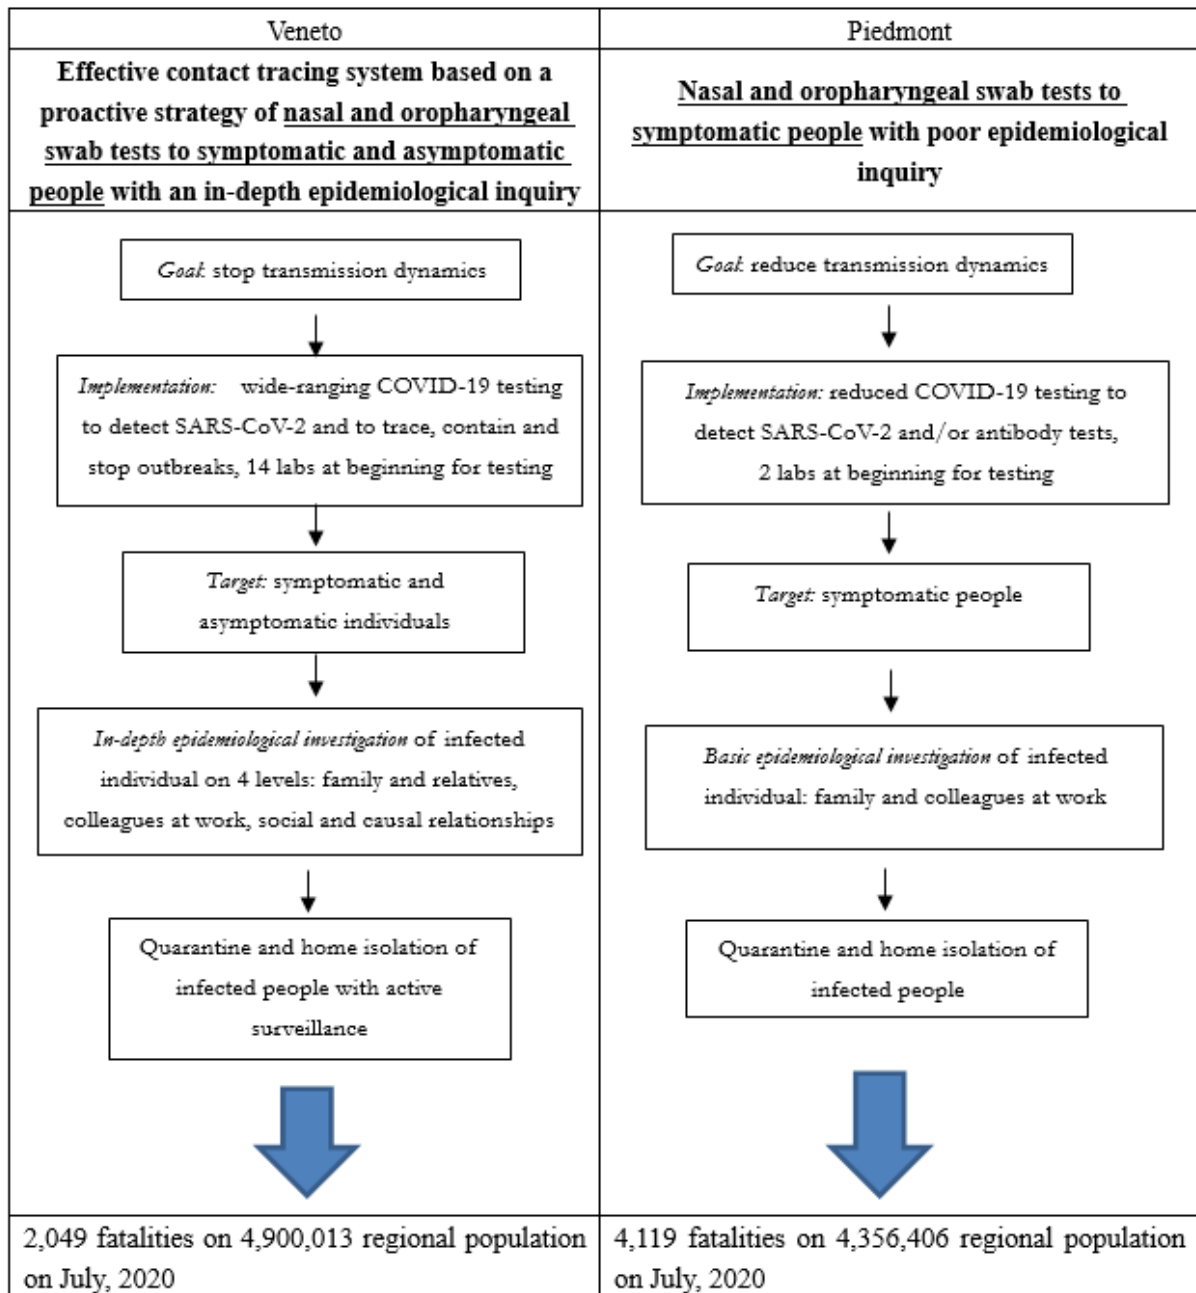 Veneto
Effective contact tracing system based on a
proactive strategy of nasal and oropharyngeal
swab tests to symptomatic and asymptomatic
people with an in-depth epidemiological inquiry
Goal: stop transmission dynamics
Implementation: wide-ranging COVID-19 testing
to detect SARS-CoV-2 and to trace, contain and
stop outbreaks, 14 labs at beginning for testing
Target: symptomatic and
asymptomatic individuals
In-depth epidemiological investigation of infected
individual on 4 levels: family and relatives,
colleagues at work, social and causal relationships
Quarantine and home isolation of
infected people with active
surveillance
2,049 fatalities on 4,900,013 regional population
on July, 2020
Piedmont
Nasal and oropharyngeal swab tests to
symptomatic people with poor epidemiological
inquiry
Goal: reduce transmission dynamics
Implementation: reduced COVID-19 testing to
detect SARS-CoV-2 and/or antibody tests,
2 labs at beginning for testing
Target: symptomatic people
Basic epidemiological investigation of infected
individual: family and colleagues at work
Quarantine and home isolation of
infected people
4,119 fatalities on 4,356,406 regional population
on July, 2020